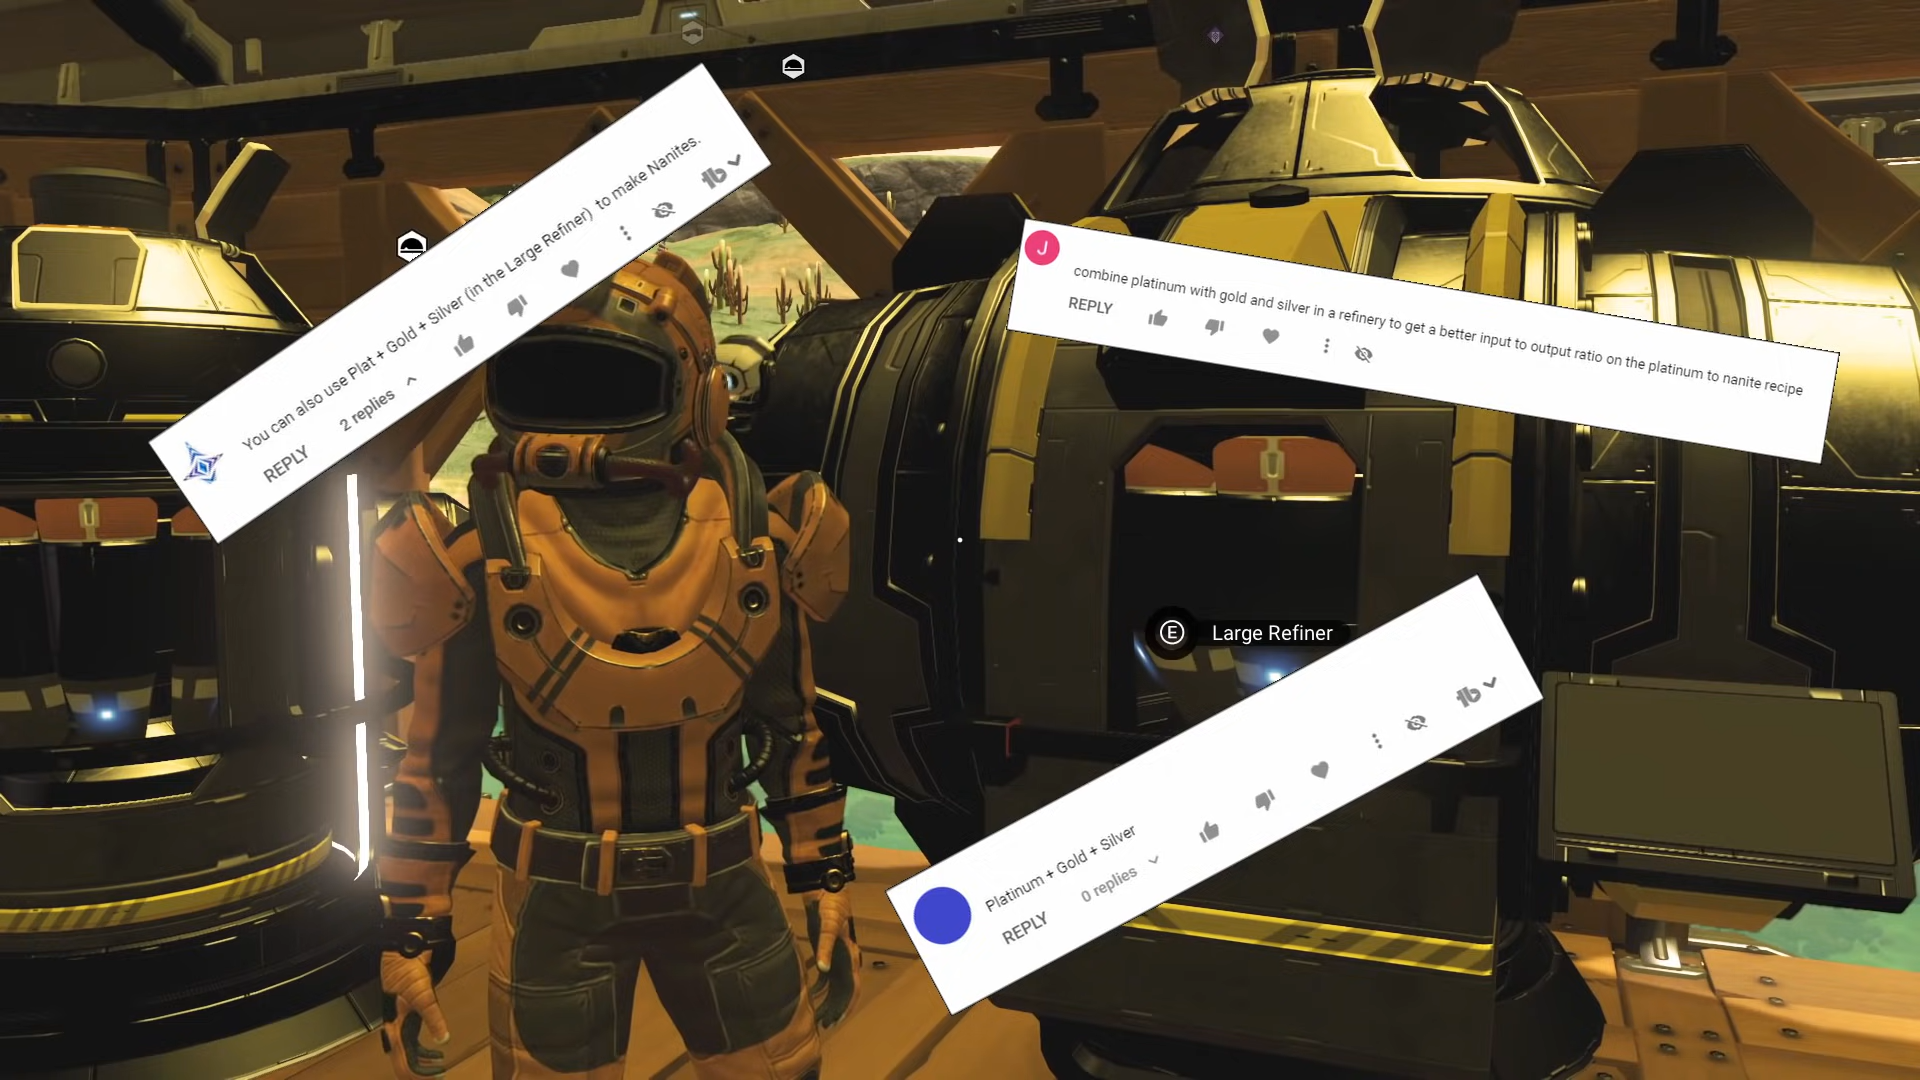 You can also use Plat + Gold + Silver (in the Large Refiner) to make Nanites.
2 replies
REPLY
J
combine platinum with gold and silver in a refinery to get a better input to output ratio on the platinum to nanite recipe
REPLY
E Large Refiner
Platinum + Gold + Silver
0 replies
REPLY